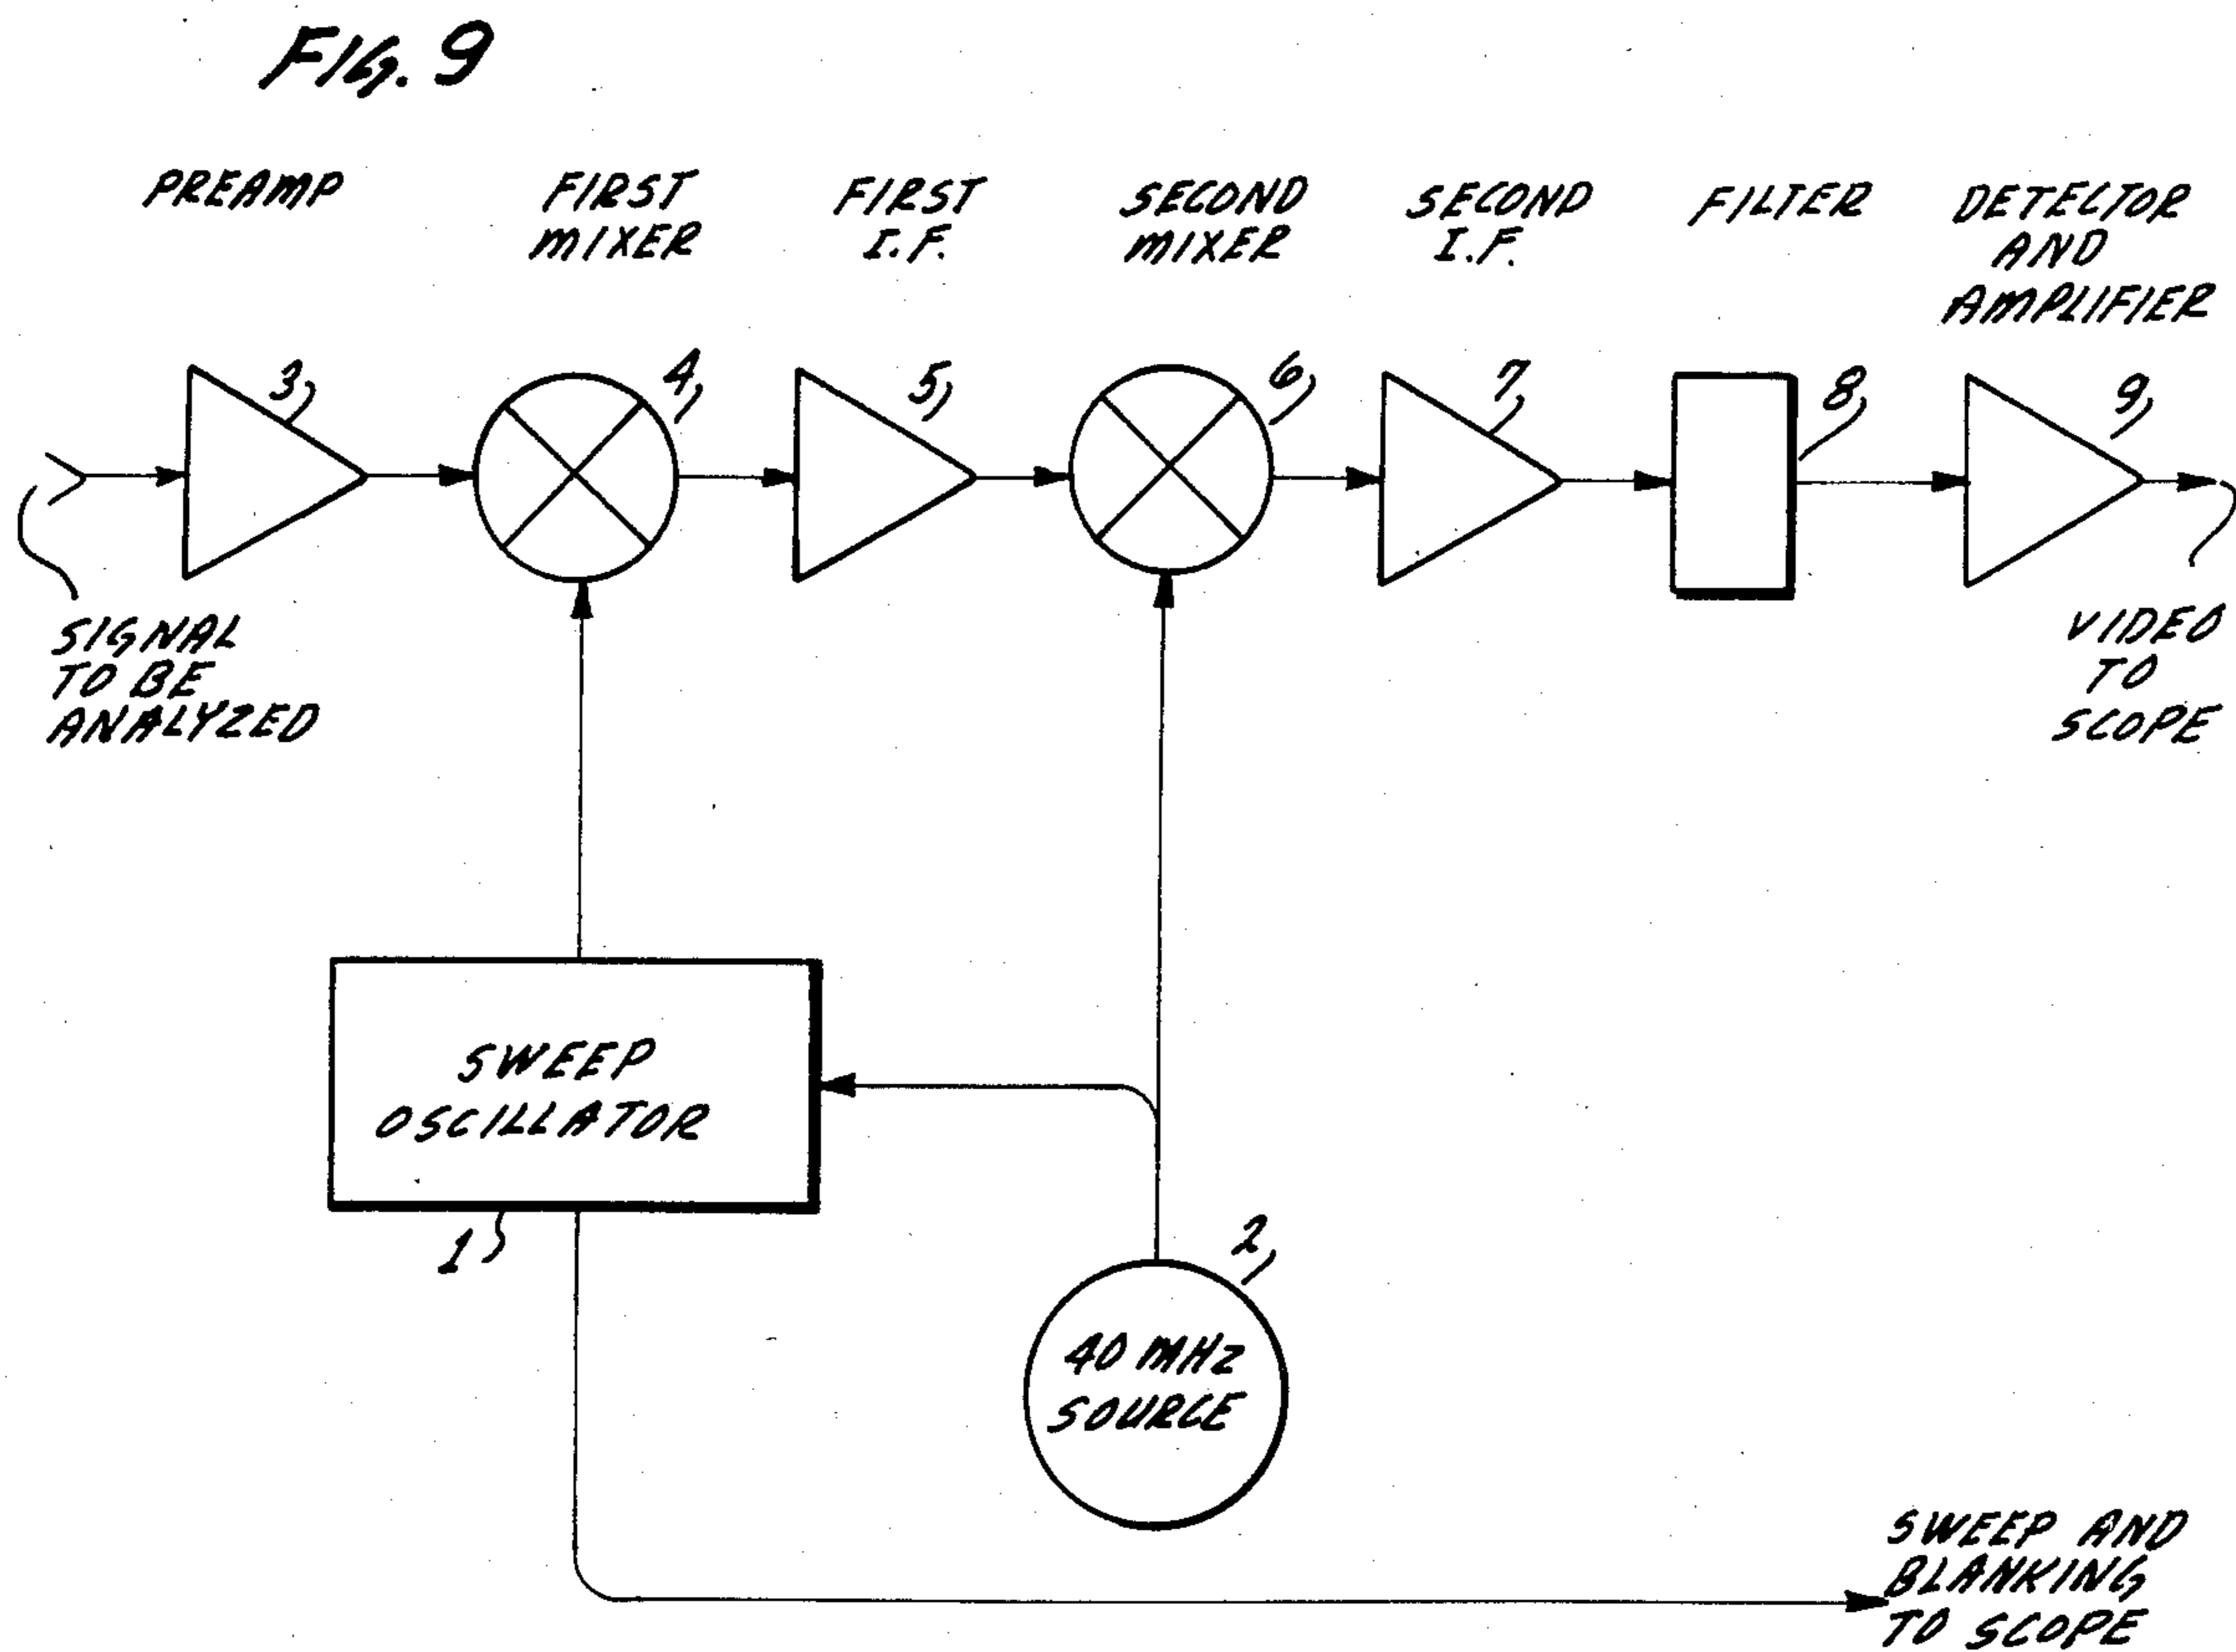 FIG. 9
PREAMP
FIRST
MIXER
FIRST
I.F.
SECOND
MIXER
SECOND
I.F.
FILTER
DETECTOR
AND
AMPLIFIER
3
4
5
6
7
8
9
SIGNAL
TO BE
ANALYZED
VIDEO
TO
SCOPE
SWEEP
OSCILLATOR
1
2
40 MHz
SOURCE
SWEEP AND
BLANKING
TO SCOPE